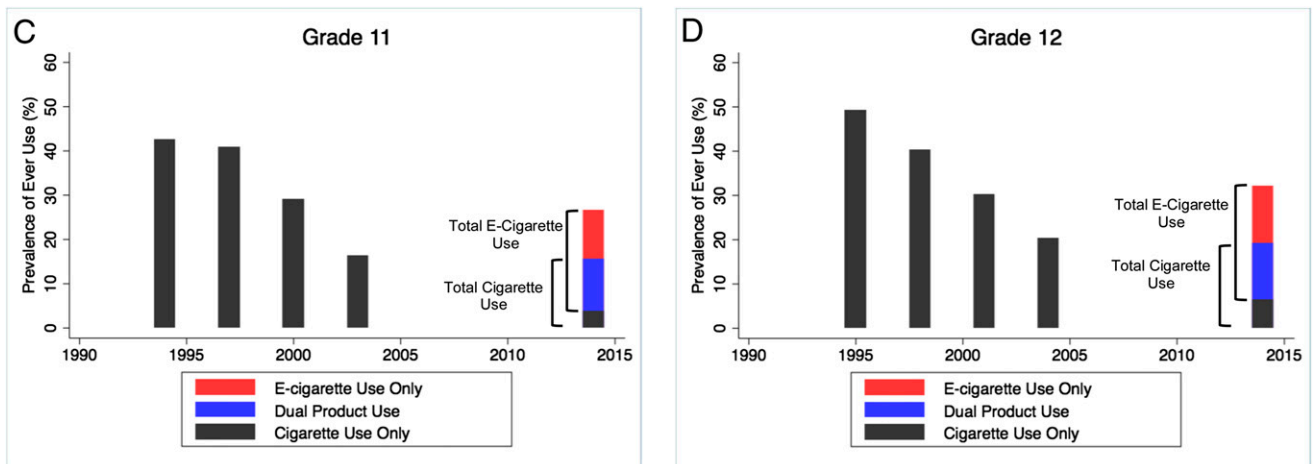 C
Grade 11
Prevalence of Ever Use (%)
60
50
40
30
20
10
0
Total E-Cigarette
Use
Total Cigarette
Use
1990 1995 2000 2005 2010 2015
E-cigarette Use Only
Dual Product Use
Cigarette Use Only
D
Grade 12
Prevalence of Ever Use (%)
60
50
40
30
20
10
0
Total E-Cigarette
Use
Total Cigarette
Use
1990 1995 2000 2005 2010 2015
E-cigarette Use Only
Dual Product Use
Cigarette Use Only